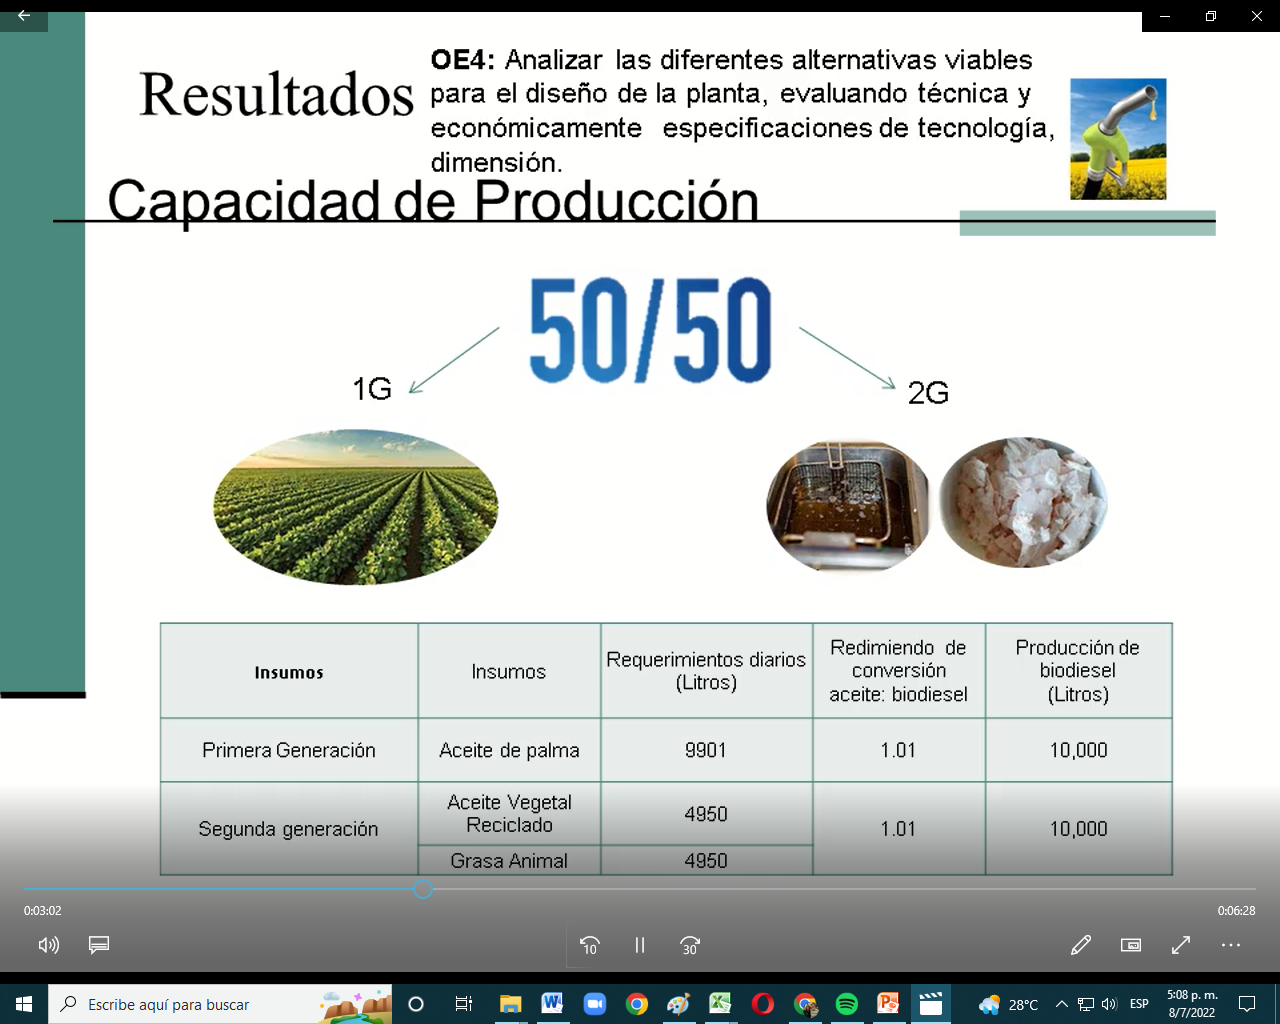 Resultados
OE4: Analizar las diferentes alternativas viables
para el diseño de la planta, evaluando técnica y
económicamente especificaciones de tecnología,
dimensión.
Capacidad de Producción
50/50
1G
2G
Insumos
Insumos
Requerimientos diarios
(Litros)
Redimiendo de
conversión
aceite: biodiesel
Producción de
biodiesel
(Litros)
Primera Generación
Aceite de palma
9901
1.01
10,000
Segunda generación
Aceite Vegetal
Reciclado
4950
1.01
10,000
Grasa Animal
4950
0:03:02
0:06:28
10
30
Escribe aquí para buscar
28°C
ESP
5:08 p. m.
8/7/2022